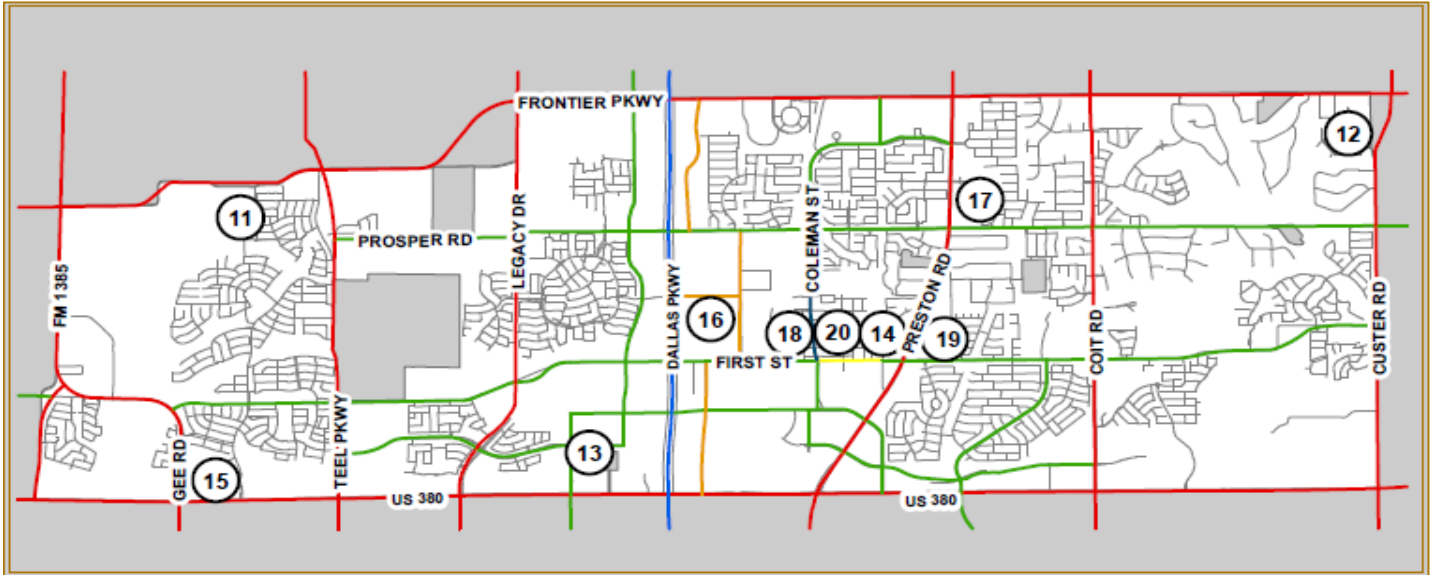 FRONTIER PKWY
12
17
11
PROSPER RD
LEGACY DR
COLEMAN ST
FM 1385
DALLAS PKWY
PRESTON RD
COIT RD
CUSTER RD
16
18
20
14
19
FIRST ST
GEE RD
TEEL PKWY
13
15
US 380
US 380